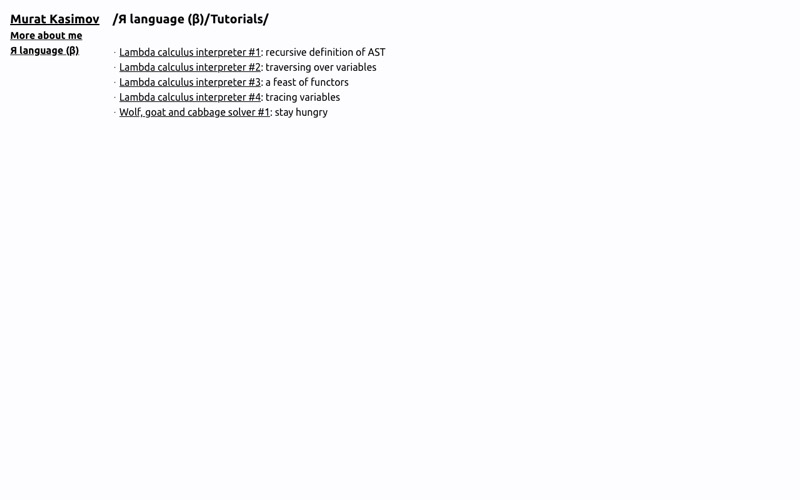 Murat Kasimov
More about me
Я language (β)
/Я language (β)/Tutorials/
· Lambda calculus interpreter #1: recursive definition of AST
· Lambda calculus interpreter #2: traversing over variables
· Lambda calculus interpreter #3: a feast of functors
· Lambda calculus interpreter #4: tracing variables
· Wolf, goat and cabbage solver #1: stay hungry